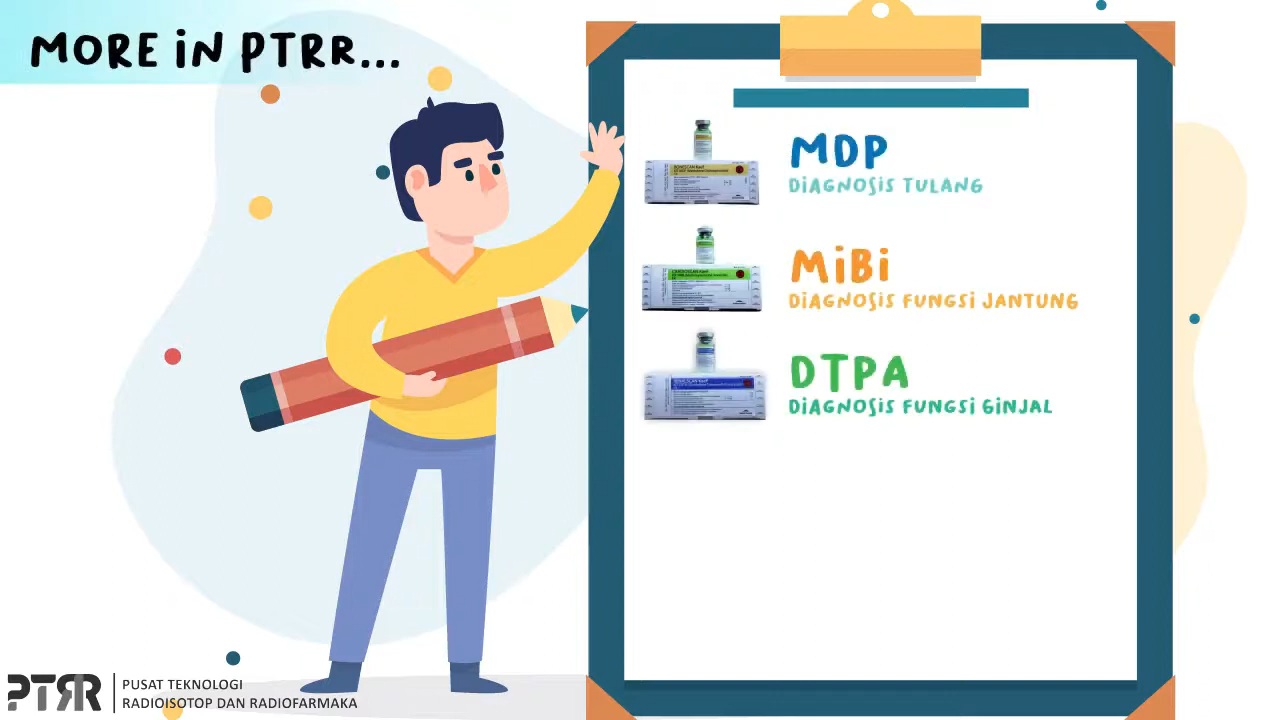 MORE iN PTRR...
MDP
DiAGNOSiS TULANG
MiBi
DiAGNOSiS FUNGSi JANTUNG
DTPA
DiAGNOSiS FUNGSi GiNJAL
PTRR
PUSAT TEKNOLOGI
RADIOISOTOP DAN RADIOFARMAKA